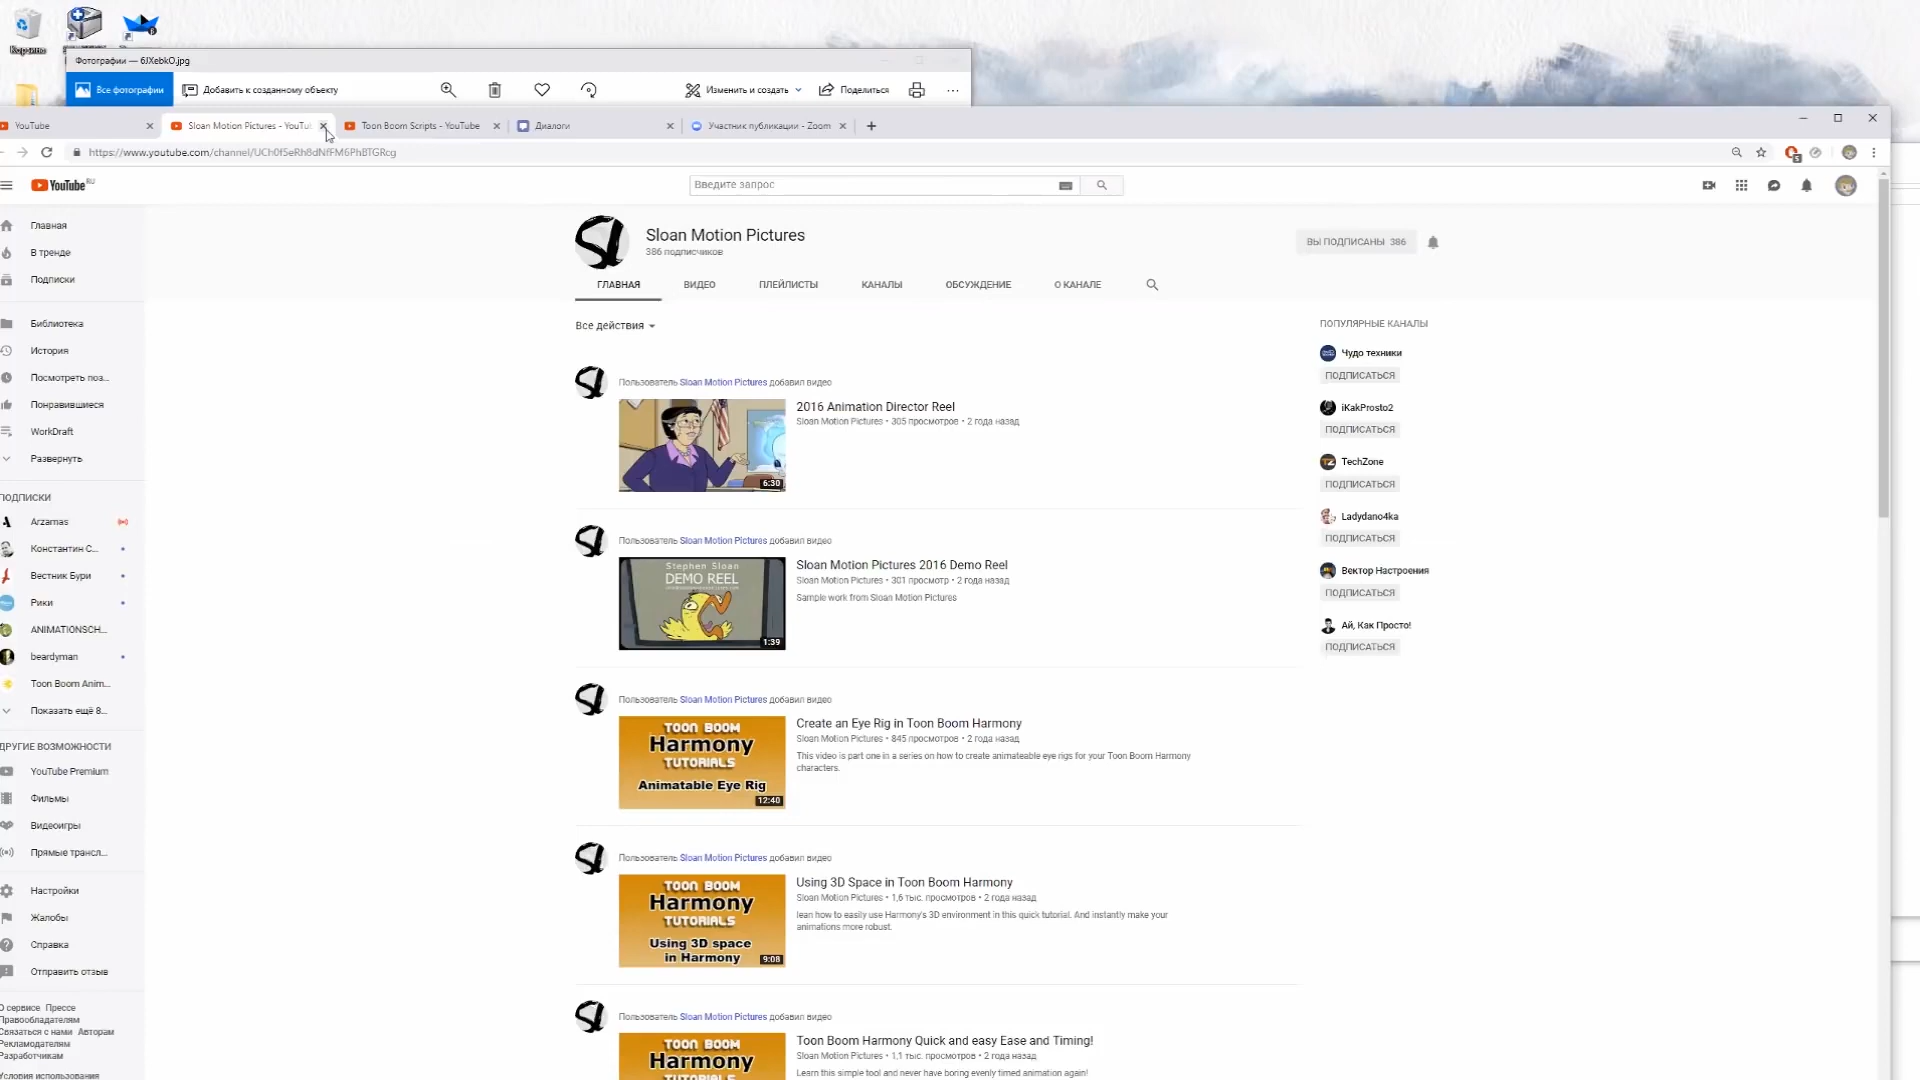 Корзина
Фотографии — 6JXebkO.jpg
Все фотографии
Добавить к созданному объекту
Изменить и создать
Поделиться
YouTube
Sloan Motion Pictures - YouTu
Toon Boom Scripts - YouTube
Диалоги
Участник публикации - Zoom
https://www.youtube.com/channel/UCh0f5eRh8dNfFM6PhBTGRcg
YouTube RU
Введите запрос
Главная
В тренде
Подписки
Библиотека
История
Посмотреть поз...
Понравившиеся
WorkDraft
Развернуть
ПОДПИСКИ
Arzamas
Константин С...
Вестник Бури
Рики
ANIMATIONSCH...
beardyman
Toon Boom Anim...
Показать ещё 8...
ДРУГИЕ ВОЗМОЖНОСТИ
YouTube Premium
Фильмы
Видеоигры
Прямые трансл...
Настройки
Жалобы
Справка
Отправить отзыв
О сервисе Прессе
Правообладателям
Связаться с нами Авторам
Рекламодателям
Разработчикам
Условия использования
Sloan Motion Pictures
386 подписчиков
ВЫ ПОДПИСАНЫ 386
ГЛАВНАЯ
ВИДЕО
ПЛЕЙЛИСТЫ
КАНАЛЫ
ОБСУЖДЕНИЕ
О КАНАЛЕ
Все действия
Пользователь Sloan Motion Pictures добавил видео
2016 Animation Director Reel
Sloan Motion Pictures • 305 просмотров • 2 года назад
6:30
Пользователь Sloan Motion Pictures добавил видео
Stephen Sloan
DEMO REEL
1:39
Sloan Motion Pictures 2016 Demo Reel
Sloan Motion Pictures • 301 просмотр • 2 года назад
Sample work from Sloan Motion Pictures
Пользователь Sloan Motion Pictures добавил видео
TOON BOOM
Harmony
TUTORIALS
Animatable Eye Rig
12:40
Create an Eye Rig in Toon Boom Harmony
Sloan Motion Pictures • 845 просмотров • 2 года назад
This video is part one in a series on how to create animateable eye rigs for your Toon Boom Harmony
characters.
Пользователь Sloan Motion Pictures добавил видео
TOON BOOM
Harmony
TUTORIALS
Using 3D space
in Harmony
9:08
Using 3D Space in Toon Boom Harmony
Sloan Motion Pictures • 1,6 тыс. просмотров • 2 года назад
lean how to easily use Harmony's 3D environment in this quick tutorial. And instantly make your
animations more robust.
Пользователь Sloan Motion Pictures добавил видео
TOON BOOM
Harmony
Toon Boom Harmony Quick and easy Ease and Timing!
Sloan Motion Pictures • 1,1 тыс. просмотров • 2 года назад
Learn this simple tool and never have boring evenly timed animation again!
ПОПУЛЯРНЫЕ КАНАЛЫ
Чудо техники
ПОДПИСАТЬСЯ
iKakProsto2
ПОДПИСАТЬСЯ
TechZone
ПОДПИСАТЬСЯ
Ladydano4ka
ПОДПИСАТЬСЯ
Вектор Настроения
ПОДПИСАТЬСЯ
Ай, Как Просто!
ПОДПИСАТЬСЯ